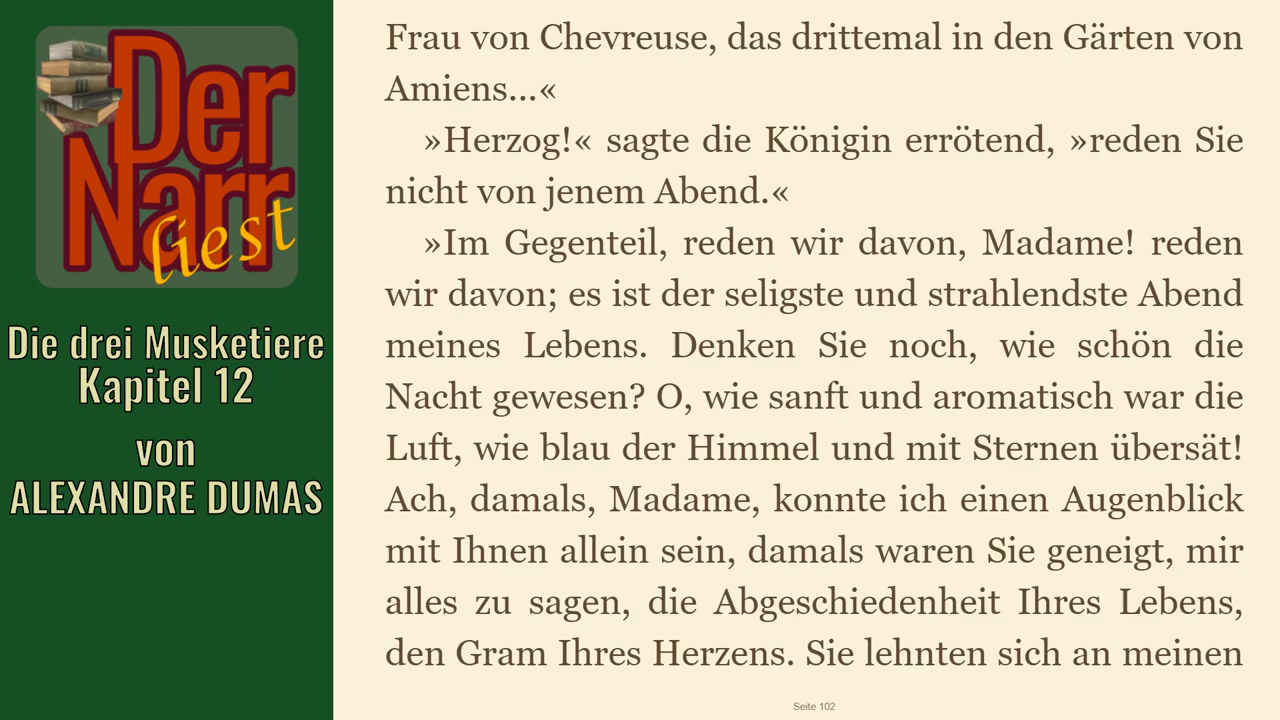 Der
Narr
liest
Die drei Musketiere
Kapitel 12
von
ALEXANDRE DUMAS
Frau von Chevreuse, das drittemal in den Gärten von
Amiens...«
»Herzog!« sagte die Königin errötend, »reden Sie
nicht von jenem Abend.«
»Im Gegenteil, reden wir davon, Madame! reden
wir davon; es ist der seligste und strahlendste Abend
meines Lebens. Denken Sie noch, wie schön die
Nacht gewesen? O, wie sanft und aromatisch war die
Luft, wie blau der Himmel und mit Sternen übersät!
Ach, damals, Madame, konnte ich einen Augenblick
mit Ihnen allein sein, damals waren Sie geneigt, mir
alles zu sagen, die Abgeschiedenheit Ihres Lebens,
den Gram Ihres Herzens. Sie lehnten sich an meinen
Seite 102